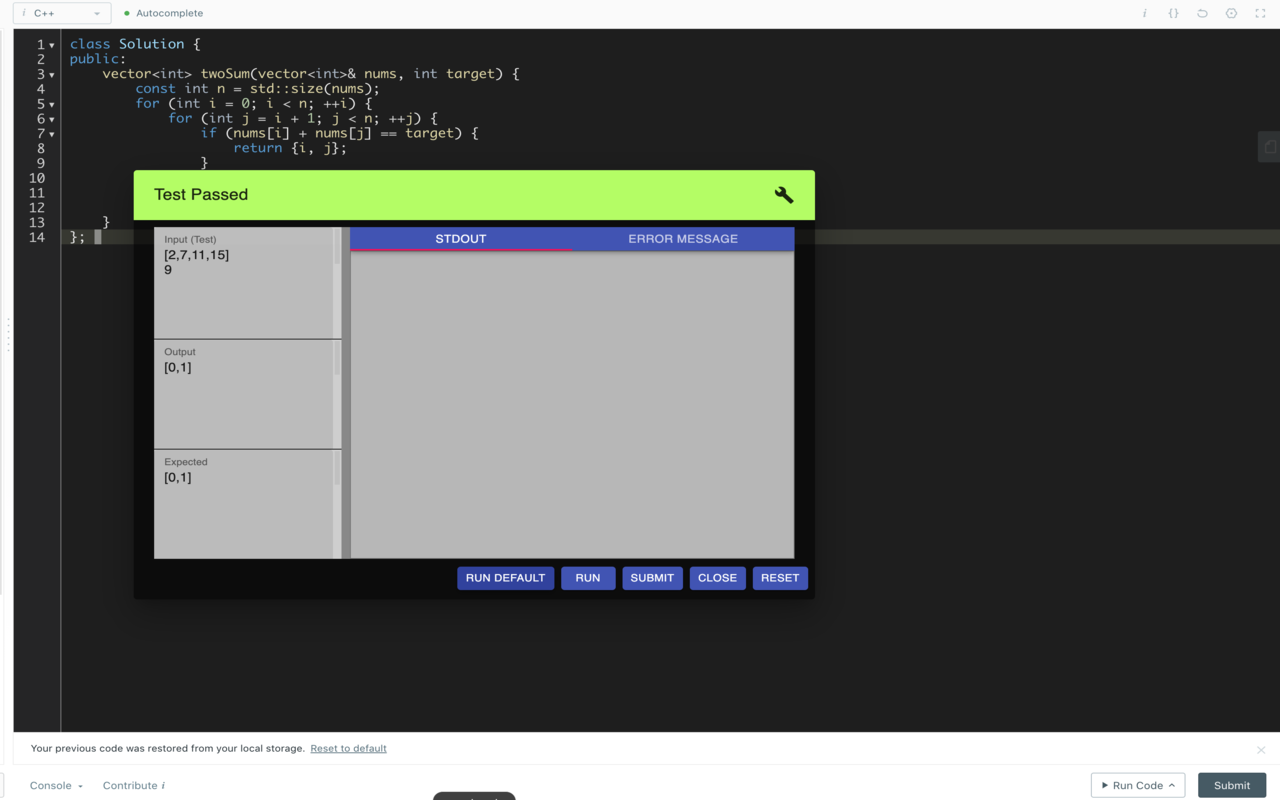 i C++
Autocomplete
i {}
1 class Solution {
2 public:
3 vector<int> twoSum(vector<int>& nums, int target) {
4 const int n = std::size(nums);
5 for (int i = 0; i < n; ++i) {
6 for (int j = i + 1; j < n; ++j) {
7 if (nums[i] + nums[j] == target) {
8 return {i, j};
9 }
10
11
12
13 }
14 };
Test Passed
Input (Test)
[2,7,11,15]
9
Output
[0,1]
Expected
[0,1]
STDOUT ERROR MESSAGE
RUN DEFAULT RUN SUBMIT CLOSE RESET
Your previous code was restored from your local storage. Reset to default
Console Contribute i
Run Code Submit